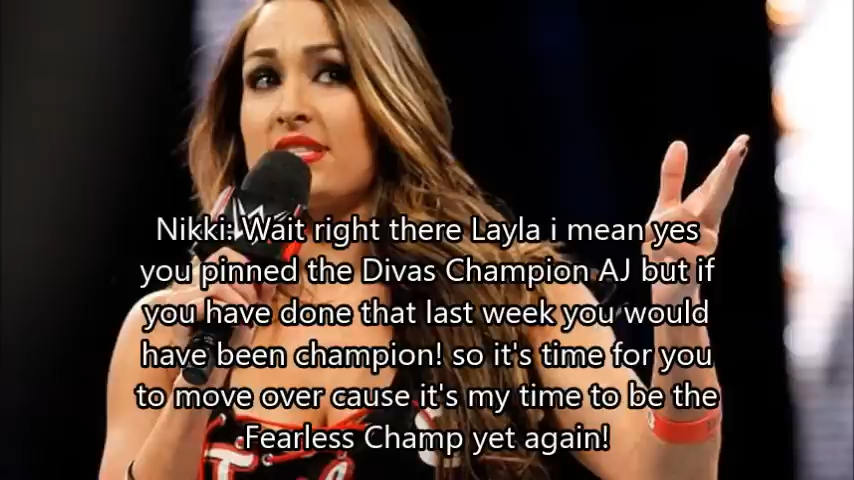 Nikki: Wait right there Layla i mean yes
you pinned the Divas Champion AJ but if
you have done that last week you would
have been champion! so it's time for you
to move over cause it's my time to be the
Fearless Champ yet again!